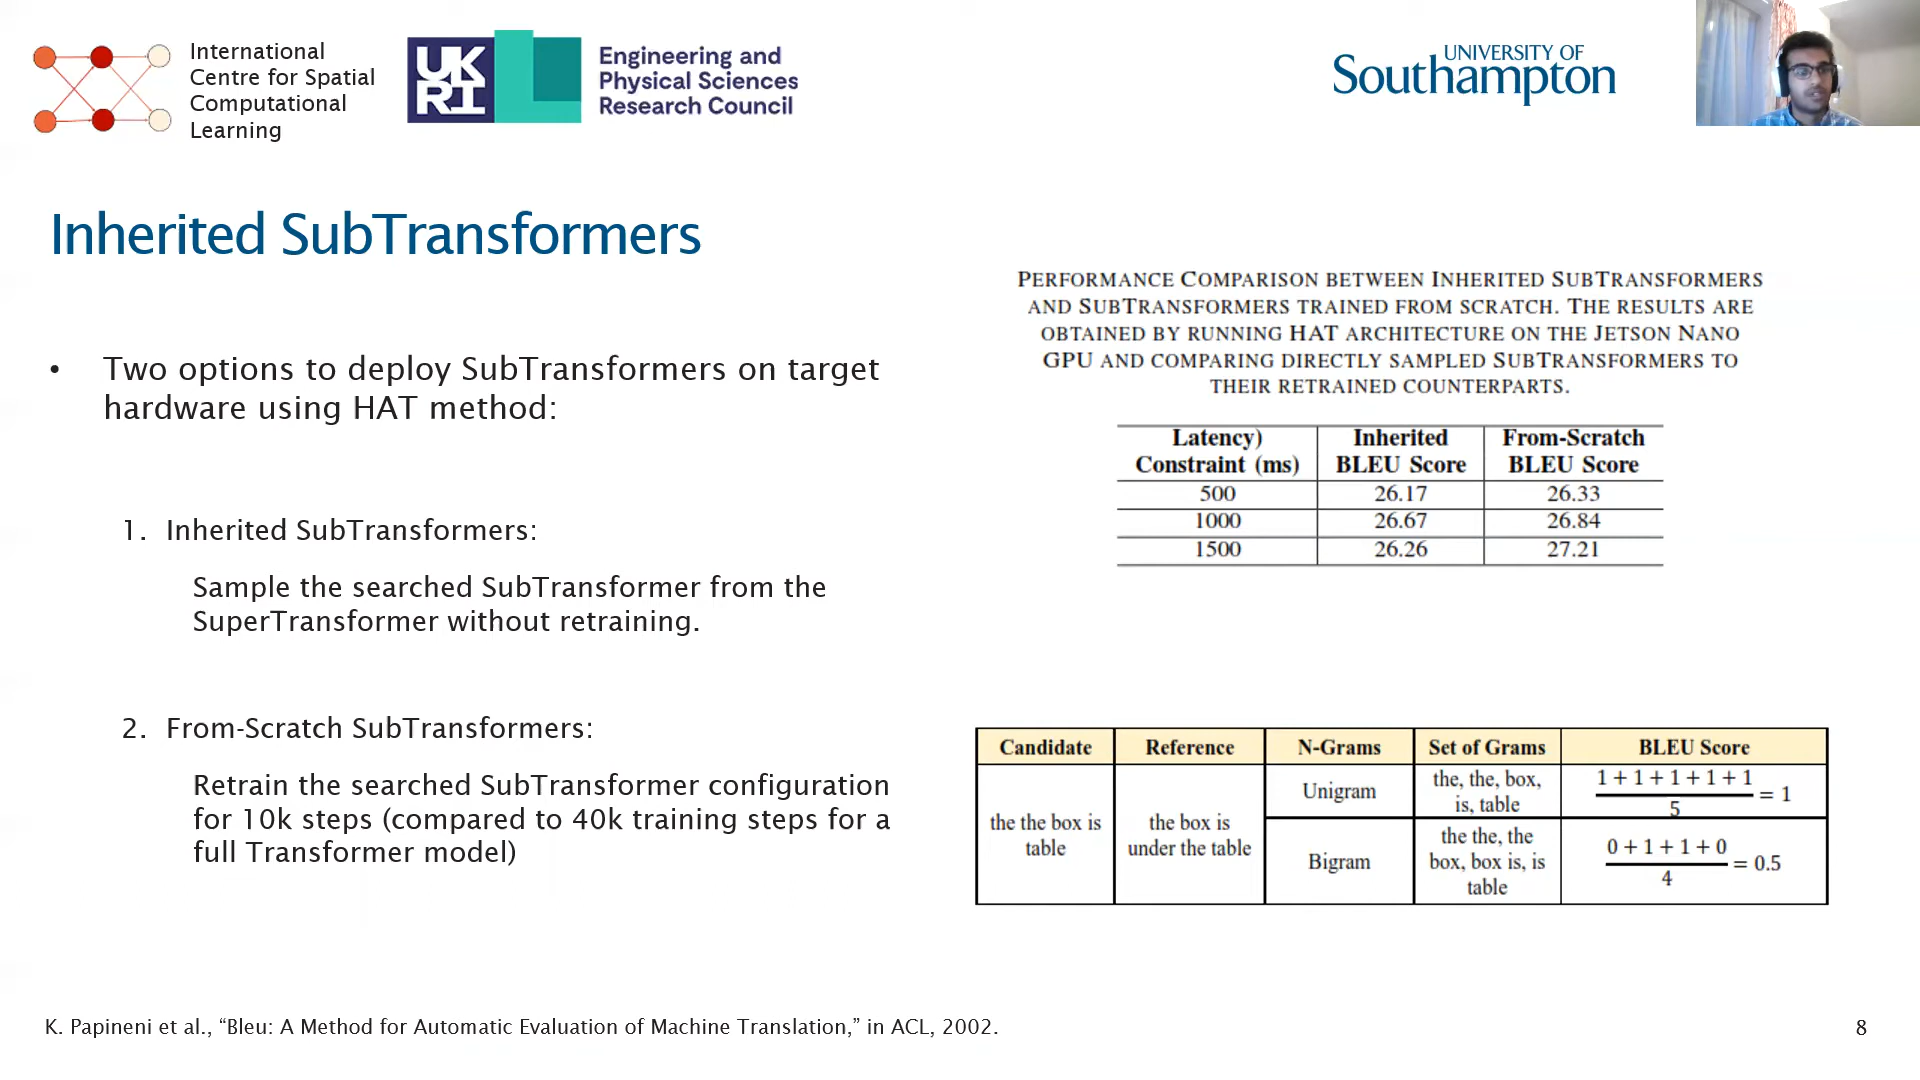 International
Centre for Spatial
Computational
Learning
UK
RI
Engineering and
Physical Sciences
Research Council
UNIVERSITY OF
Southampton
Inherited SubTransformers
• Two options to deploy SubTransformers on target
hardware using HAT method:
1. Inherited SubTransformers:
Sample the searched SubTransformer from the
SuperTransformer without retraining.
2. From-Scratch SubTransformers:
Retrain the searched SubTransformer configuration
for 10k steps (compared to 40k training steps for a
full Transformer model)
PERFORMANCE COMPARISON BETWEEN INHERITED SUBTRANSFORMERS
AND SUBTRANSFORMERS TRAINED FROM SCRATCH. THE RESULTS ARE
OBTAINED BY RUNNING HAT ARCHITECTURE ON THE JETSON NANO
GPU AND COMPARING DIRECTLY SAMPLED SUBTRANSFORMERS TO
THEIR RETRAINED COUNTERPARTS.
Latency) Inherited From-Scratch
Constraint (ms) BLEU Score BLEU Score
500 26.17 26.33
1000 26.67 26.84
1500 26.26 27.21
Candidate Reference N-Grams Set of Grams BLEU Score
the the box is
table
the box is
under the table
Unigram
the, the, box,
is, table
1 + 1 + 1 + 1 + 1
5
= 1
Bigram
the the, the
box, box is, is
table
0 + 1 + 1 + 0
4
= 0.5
K. Papineni et al., “Bleu: A Method for Automatic Evaluation of Machine Translation,” in ACL, 2002.
8